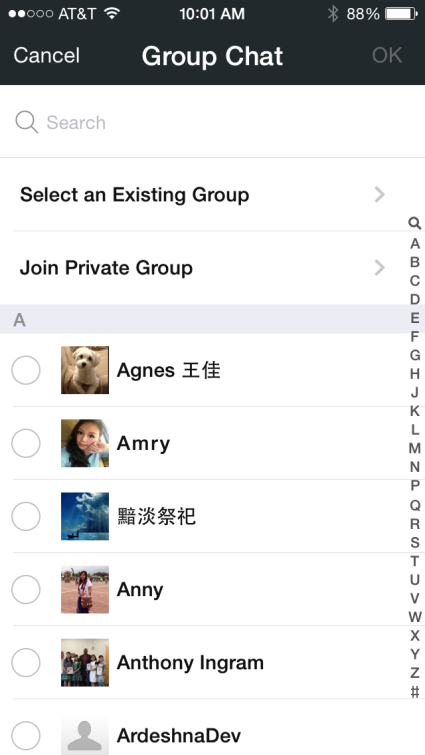 AT&T 10:01 AM 88%
Cancel Group Chat OK
Search
Select an Existing Group
Join Private Group
A
Agnes 王佳
Amry
黯淡祭祀
Anny
Anthony Ingram
ArdeshnaDev
A
B
C
D
E
F
G
H
J
K
L
M
N
P
Q
R
S
T
U
V
W
X
Y
Z
#